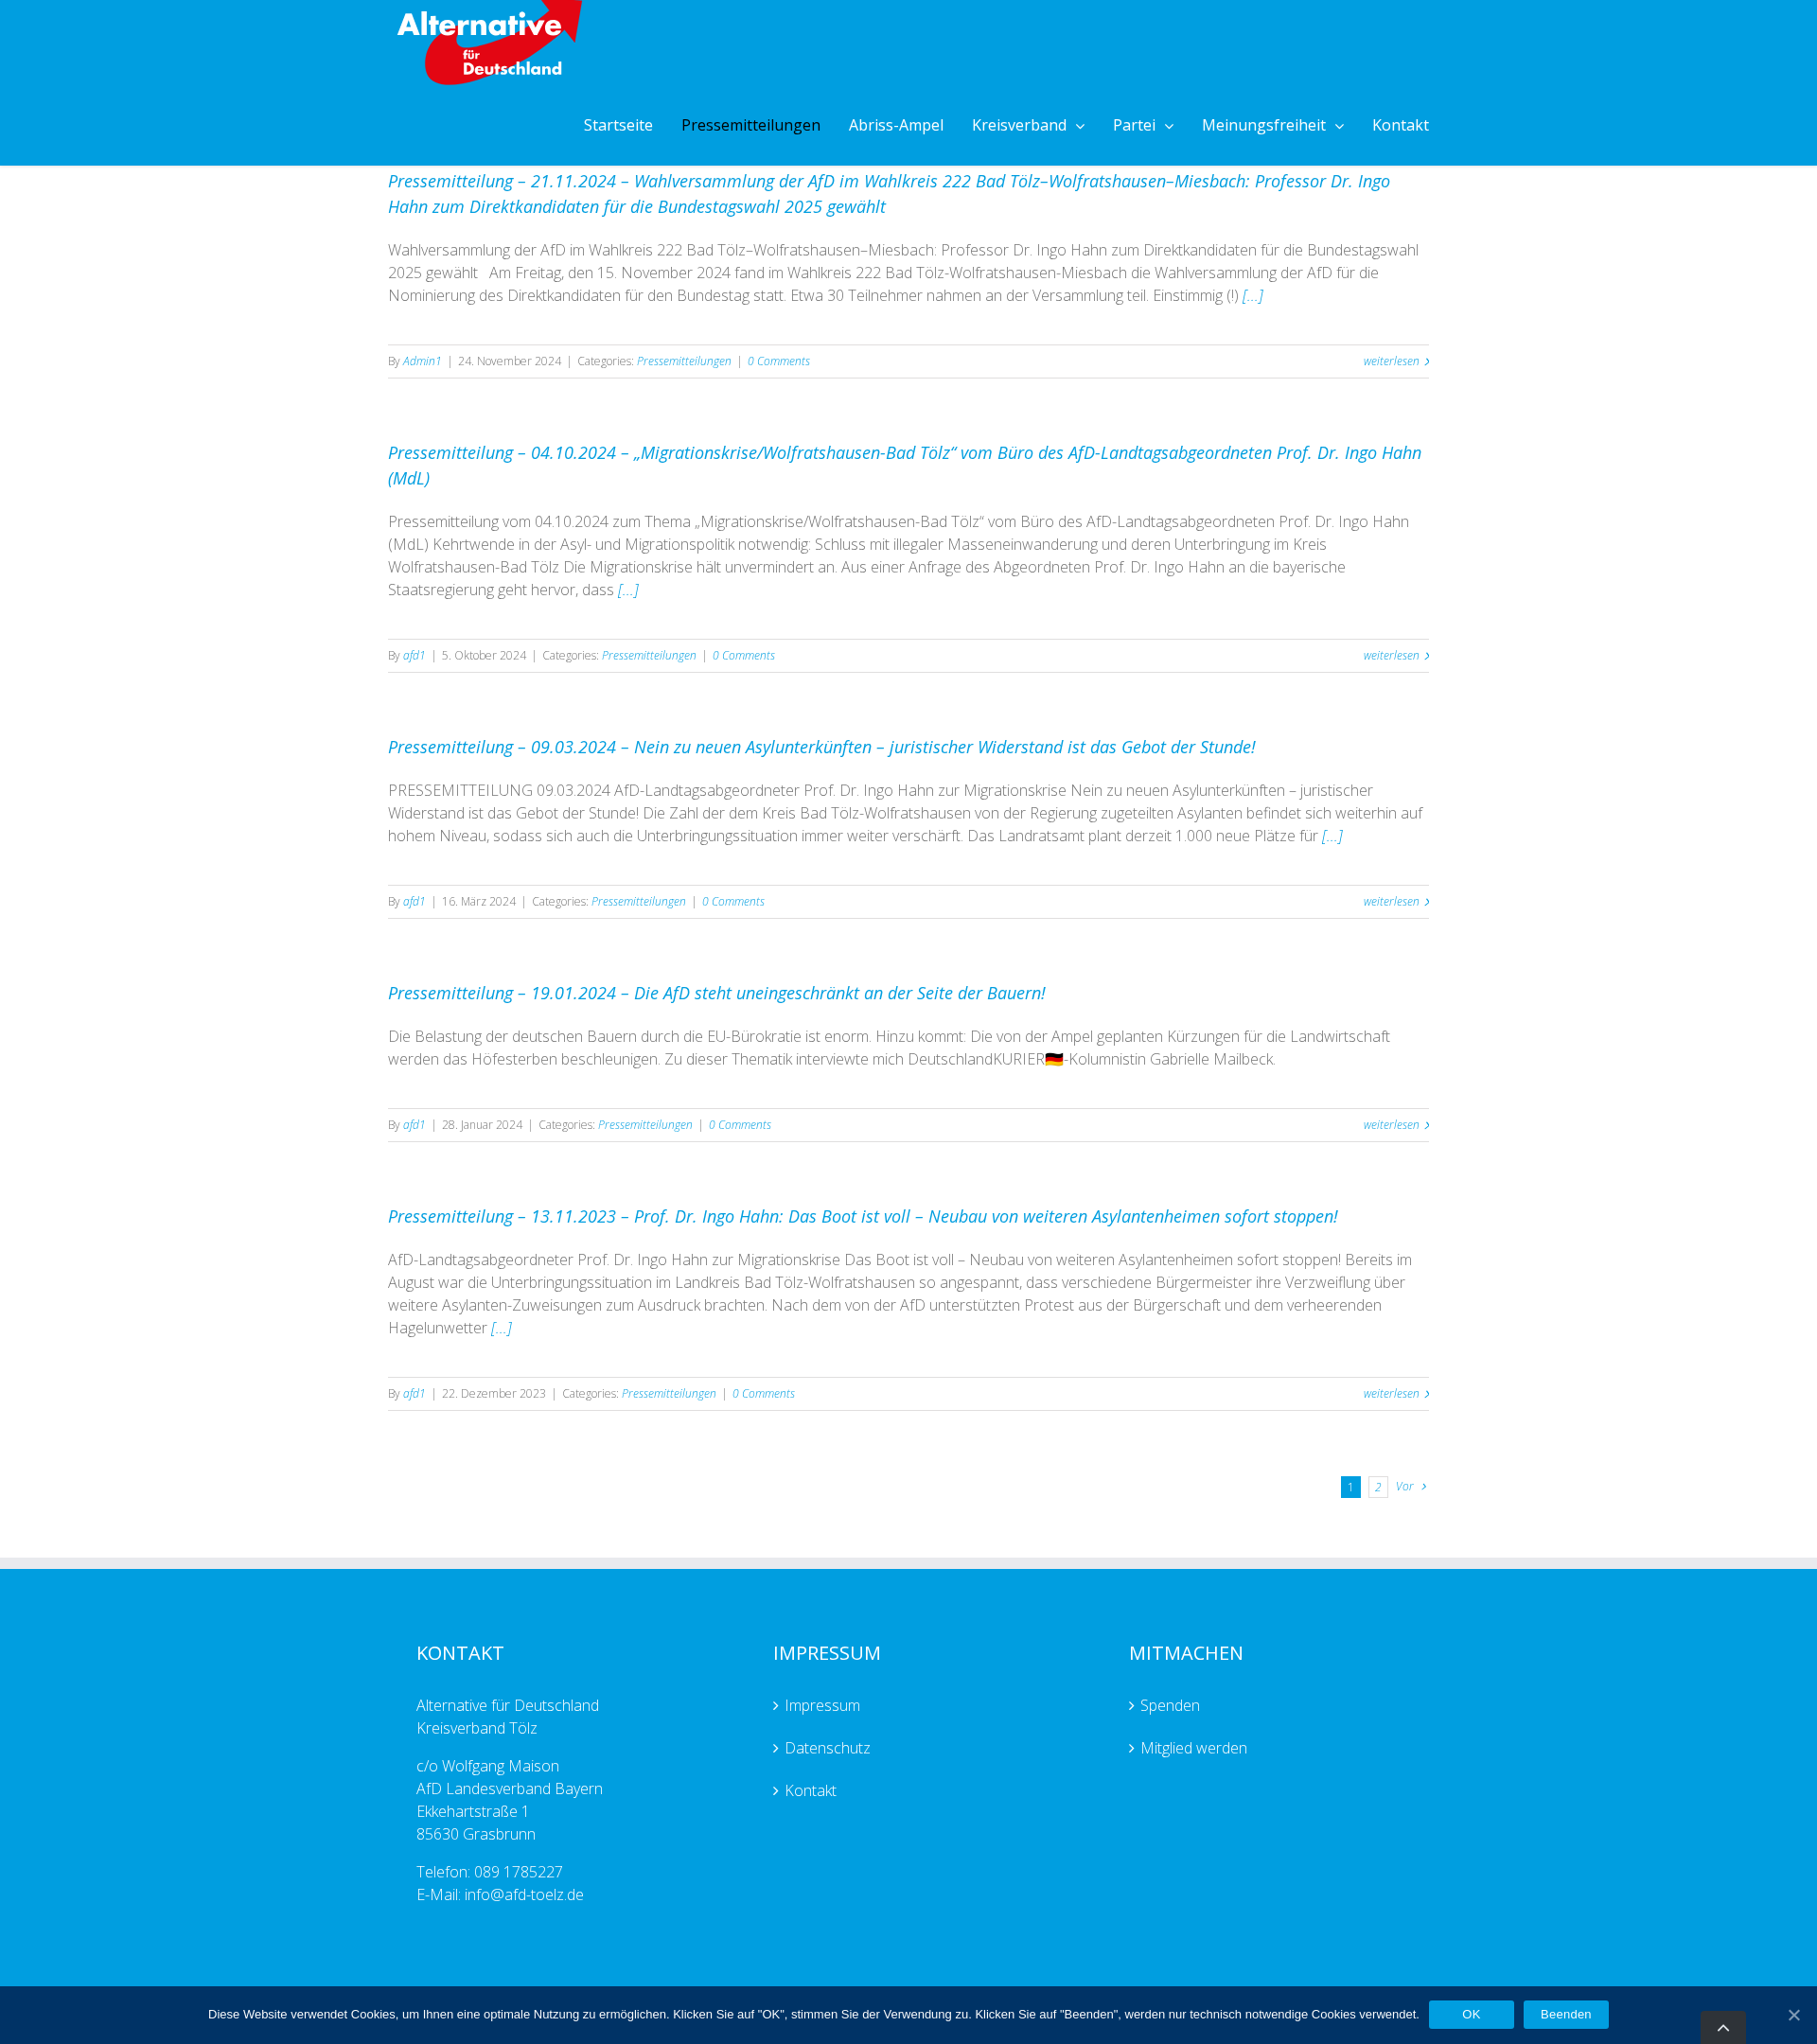 Alternative
für
Deutschland
Startseite Pressemitteilungen Abriss-Ampel Kreisverband Partei Meinungsfreiheit Kontakt
Pressemitteilung – 21.11.2024 – Wahlversammlung der AfD im Wahlkreis 222 Bad Tölz–Wolfratshausen–Miesbach: Professor Dr. Ingo
Hahn zum Direktkandidaten für die Bundestagswahl 2025 gewählt
Wahlversammlung der AfD im Wahlkreis 222 Bad Tölz–Wolfratshausen–Miesbach: Professor Dr. Ingo Hahn zum Direktkandidaten für die Bundestagswahl
2025 gewählt   Am Freitag, den 15. November 2024 fand im Wahlkreis 222 Bad Tölz-Wolfratshausen-Miesbach die Wahlversammlung der AfD für die
Nominierung des Direktkandidaten für den Bundestag statt. Etwa 30 Teilnehmer nahmen an der Versammlung teil. Einstimmig (!) [...]
By Admin1 | 24. November 2024 | Categories: Pressemitteilungen | 0 Comments weiterlesen
Pressemitteilung – 04.10.2024 – „Migrationskrise/Wolfratshausen-Bad Tölz“ vom Büro des AfD-Landtagsabgeordneten Prof. Dr. Ingo Hahn
(MdL)
Pressemitteilung vom 04.10.2024 zum Thema „Migrationskrise/Wolfratshausen-Bad Tölz“ vom Büro des AfD-Landtagsabgeordneten Prof. Dr. Ingo Hahn
(MdL) Kehrtwende in der Asyl- und Migrationspolitik notwendig: Schluss mit illegaler Masseneinwanderung und deren Unterbringung im Kreis
Wolfratshausen-Bad Tölz Die Migrationskrise hält unvermindert an. Aus einer Anfrage des Abgeordneten Prof. Dr. Ingo Hahn an die bayerische
Staatsregierung geht hervor, dass [...]
By afd1 | 5. Oktober 2024 | Categories: Pressemitteilungen | 0 Comments weiterlesen
Pressemitteilung – 09.03.2024 – Nein zu neuen Asylunterkünften – juristischer Widerstand ist das Gebot der Stunde!
PRESSEMITTEILUNG 09.03.2024 AfD-Landtagsabgeordneter Prof. Dr. Ingo Hahn zur Migrationskrise Nein zu neuen Asylunterkünften – juristischer
Widerstand ist das Gebot der Stunde! Die Zahl der dem Kreis Bad Tölz-Wolfratshausen von der Regierung zugeteilten Asylanten befindet sich weiterhin auf
hohem Niveau, sodass sich auch die Unterbringungssituation immer weiter verschärft. Das Landratsamt plant derzeit 1.000 neue Plätze für [...]
By afd1 | 16. März 2024 | Categories: Pressemitteilungen | 0 Comments weiterlesen
Pressemitteilung – 19.01.2024 – Die AfD steht uneingeschränkt an der Seite der Bauern!
Die Belastung der deutschen Bauern durch die EU-Bürokratie ist enorm. Hinzu kommt: Die von der Ampel geplanten Kürzungen für die Landwirtschaft
werden das Höfesterben beschleunigen. Zu dieser Thematik interviewte mich DeutschlandKURIER🇩🇪-Kolumnistin Gabrielle Mailbeck.
By afd1 | 28. Januar 2024 | Categories: Pressemitteilungen | 0 Comments weiterlesen
Pressemitteilung – 13.11.2023 – Prof. Dr. Ingo Hahn: Das Boot ist voll – Neubau von weiteren Asylantenheimen sofort stoppen!
AfD-Landtagsabgeordneter Prof. Dr. Ingo Hahn zur Migrationskrise Das Boot ist voll – Neubau von weiteren Asylantenheimen sofort stoppen! Bereits im
August war die Unterbringungssituation im Landkreis Bad Tölz-Wolfratshausen so angespannt, dass verschiedene Bürgermeister ihre Verzweiflung über
weitere Asylanten-Zuweisungen zum Ausdruck brachten. Nach dem von der AfD unterstützten Protest aus der Bürgerschaft und dem verheerenden
Hagelunwetter [...]
By afd1 | 22. Dezember 2023 | Categories: Pressemitteilungen | 0 Comments weiterlesen
1 2 Vor
KONTAKT
Alternative für Deutschland
Kreisverband Tölz
c/o Wolfgang Maison
AfD Landesverband Bayern
Ekkehartstraße 1
85630 Grasbrunn
Telefon: 089 1785227
E-Mail: info@afd-toelz.de
IMPRESSUM
Impressum
Datenschutz
Kontakt
MITMACHEN
Spenden
Mitglied werden
Diese Website verwendet Cookies, um Ihnen eine optimale Nutzung zu ermöglichen. Klicken Sie auf "OK", stimmen Sie der Verwendung zu. Klicken Sie auf "Beenden", werden nur technisch notwendige Cookies verwendet. OK Beenden